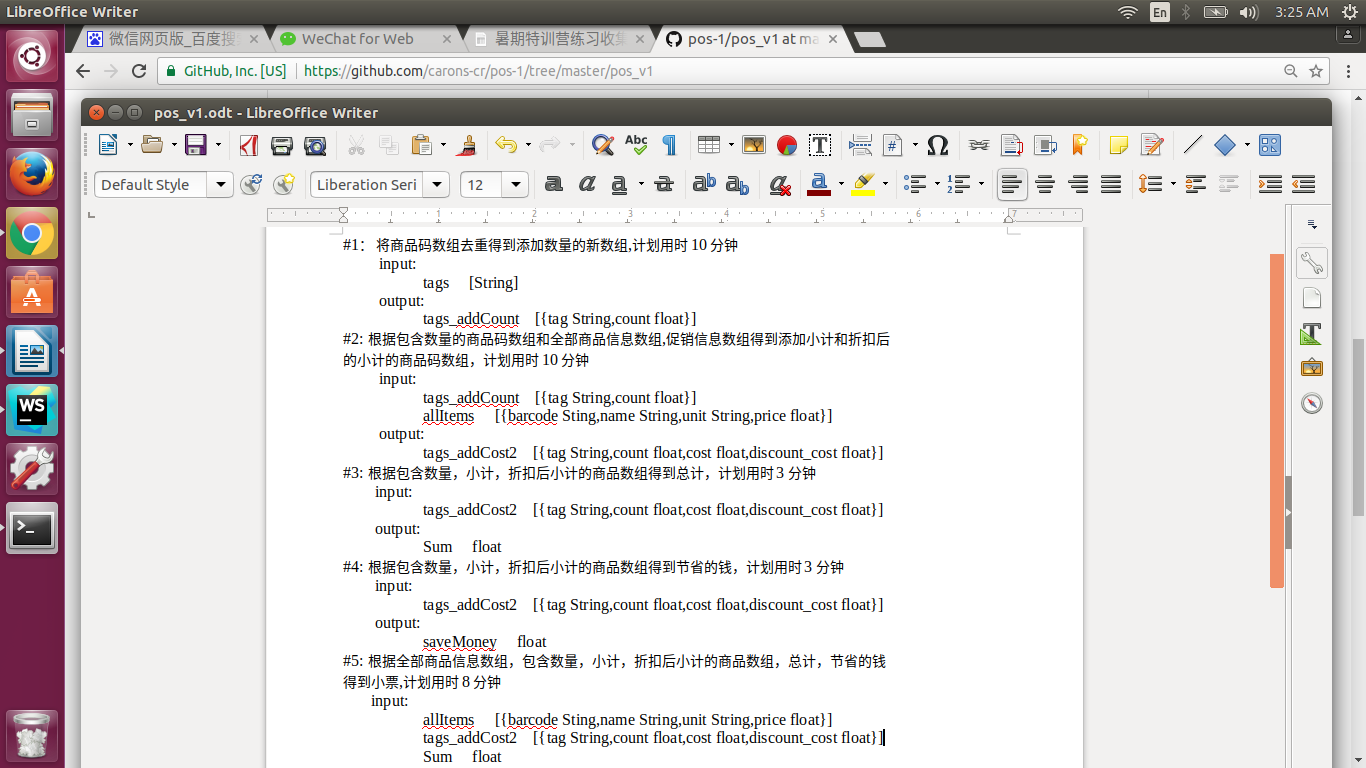 LibreOffice Writer
En
3:25 AM
微信网页版_百度搜
WeChat for Web
暑期特训营练习收集
pos-1/pos_v1 at ma
GitHub, Inc. [US]
https://github.com/carons-cr/pos-1/tree/master/pos_v1
pos_v1.odt - LibreOffice Writer
Default Style
Liberation Seri
12
1 2 3 4 5 6 7
#1： 将商品码数组去重得到添加数量的新数组,计划用时 10 分钟
input:
tags [String]
output:
tags_addCount [{tag String,count float}]
#2: 根据包含数量的商品码数组和全部商品信息数组,促销信息数组得到添加小计和折扣后
的小计的商品码数组，计划用时 10 分钟
input:
tags_addCount [{tag String,count float}]
allItems [{barcode Sting,name String,unit String,price float}]
output:
tags_addCost2 [{tag String,count float,cost float,discount_cost float}]
#3: 根据包含数量，小计，折扣后小计的商品数组得到总计，计划用时 3 分钟
input:
tags_addCost2 [{tag String,count float,cost float,discount_cost float}]
output:
Sum float
#4: 根据包含数量，小计，折扣后小计的商品数组得到节省的钱，计划用时 3 分钟
input:
tags_addCost2 [{tag String,count float,cost float,discount_cost float}]
output:
saveMoney float
#5: 根据全部商品信息数组，包含数量，小计，折扣后小计的商品数组，总计，节省的钱
得到小票,计划用时 8 分钟
input:
allItems [{barcode Sting,name String,unit String,price float}]
tags_addCost2 [{tag String,count float,cost float,discount_cost float}]
Sum float